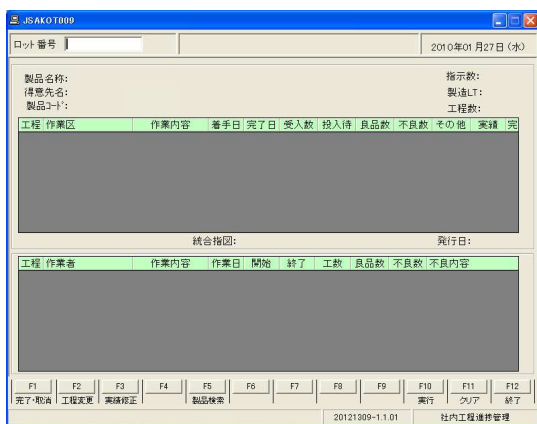 JSAKOT009
ロット番号
2010年01月27日（水）
製品名称:
指示数:
得意先名:
製造LT:
製品ｺｰﾄﾞ:
工程数:
工程 作業区 作業内容 着手日 完了日 受入数 投入待 良品数 不良数 その他 実績 完
統合指図:
発行日:
工程 作業者 作業内容 作業日 開始 終了 工数 良品数 不良数 不良内容
F1 F2 F3 F4 F5 F6 F7 F8 F9 F10 F11 F12
完了・取消 工程変更 実績修正 製品検索 実行 クリア 終了
20121309-1.1.01 社内工程進捗管理